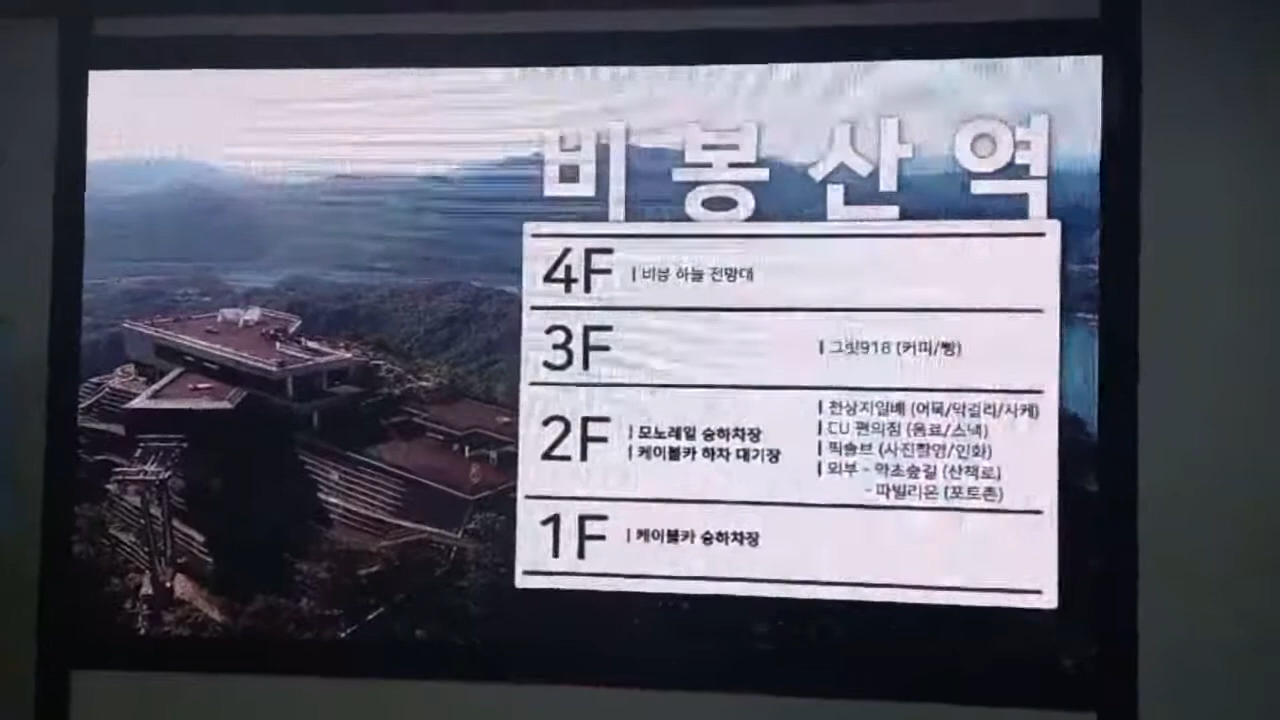 비봉산역
4F | 비봉 하늘 전망대
3F | 그릿918 (커피/빵)
2F | 모노레일 승하차장
| 케이블카 하차 대기장
| 천상지일배 (어묵/막걸리/사케)
| CU 편의점 (음료/스낵)
| 픽솔브 (사진촬영/인화)
| 외부 - 약초숲길 (산책로)
- 파빌리온 (포토존)
1F | 케이블카 승하차장